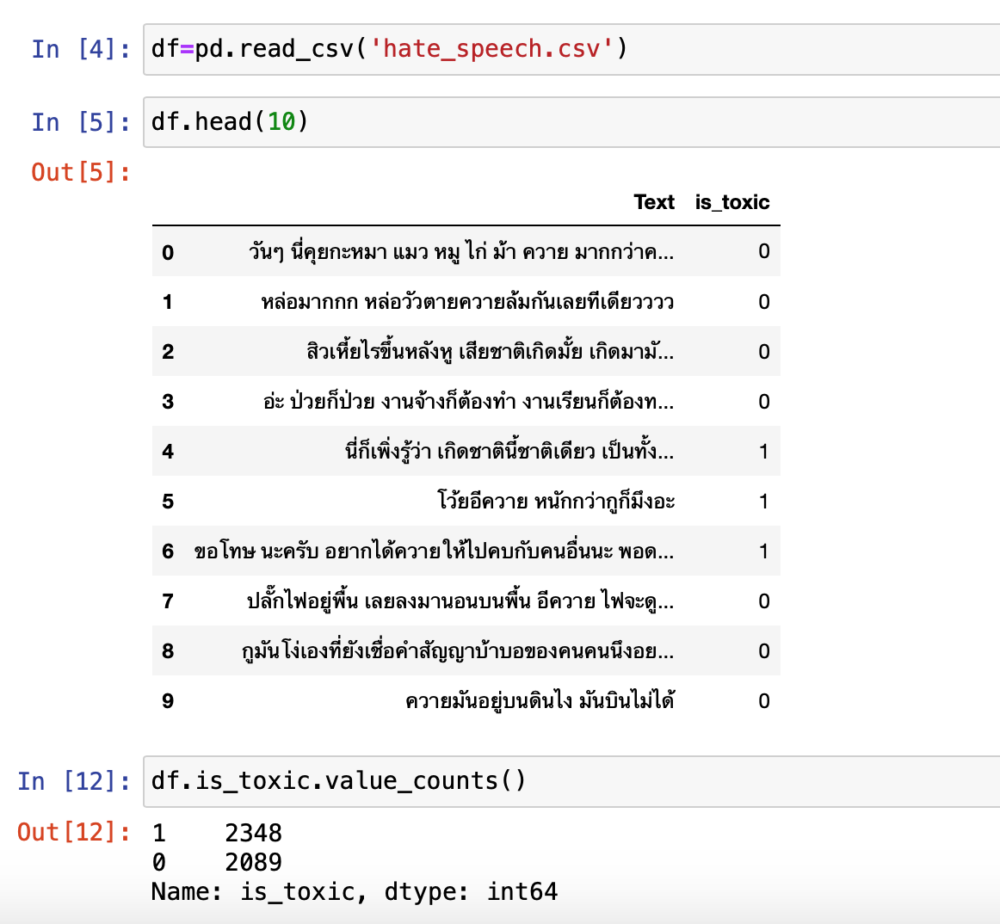 In [4]: df=pd.read_csv('hate_speech.csv')
In [5]: df.head(10)
Out[5]:
Text is_toxic
0 วันๆ นี่คุยกะหมา แมว หมู ไก่ ม้า ควาย มากกว่าค... 0
1 หล่อมากกก หล่อวัวตายควายล้มกันเลยทีเดียวววว 0
2 สิวเหี้ยไรขึ้นหลังหู เสียชาติเกิดมั้ย เกิดมามั... 0
3 อ่ะ ป่วยก็ป่วย งานจ้างก็ต้องทำ งานเรียนก็ต้องท... 0
4 นี่ก็เพิ่งรู้ว่า เกิดชาตินี้ชาติเดียว เป็นทั้ง... 1
5 โว้ยอีควาย หนักกว่ากูก็มึงอะ 1
6 ขอโทษ นะครับ อยากได้ควายให้ไปคบกับคนอื่นนะ พอด... 1
7 ปลั๊กไฟอยู่พื้น เลยลงมานอนบนพื้น อีควาย ไฟจะดู... 0
8 กูมันโง่เองที่ยังเชื่อคำสัญญาบ้าบอของคนคนนึงอย... 0
9 ควายมันอยู่บนดินไง มันบินไม่ได้ 0
In [12]: df.is_toxic.value_counts()
Out[12]: 1 2348
0 2089
Name: is_toxic, dtype: int64